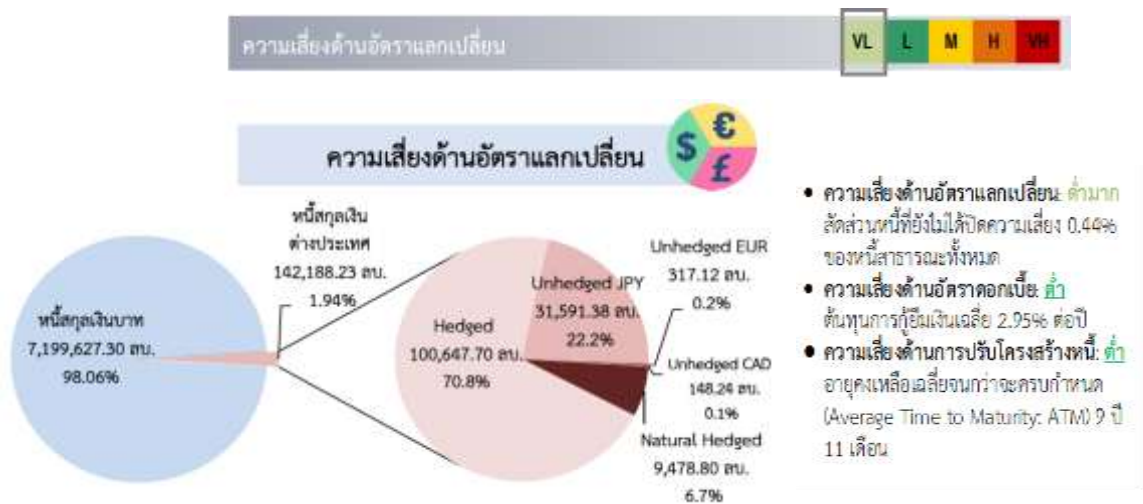 ความเสี่ยงด้านอัตราแลกเปลี่ยน
VL L M H VH
ความเสี่ยงด้านอัตราแลกเปลี่ยน
$ € £
หนี้สกุลเงินบาท
7,199,627.30 ลบ.
98.06%
หนี้สกุลเงิน
ต่างประเทศ
142,188.23 ลบ.
1.94%
Hedged
100,647.70 ลบ.
70.8%
Unhedged JPY
31,591.38 ลบ.
22.2%
Unhedged EUR
317.12 ลบ.
0.2%
Unhedged CAD
148.24 ลบ.
0.1%
Natural Hedged
9,478.80 ลบ.
6.7%
• ความเสี่ยงด้านอัตราแลกเปลี่ยน: ต่ำมาก
สัดส่วนหนี้ที่ยังไม่ได้ปิดความเสี่ยง 0.44%
ของหนี้สาธารณะทั้งหมด
• ความเสี่ยงด้านอัตราดอกเบี้ย: ต่ำ
ต้นทุนการกู้ยืมเงินเฉลี่ย 2.95% ต่อปี
• ความเสี่ยงด้านการปรับโครงสร้างหนี้: ต่ำ
อายุคงเหลือเฉลี่ยจนกว่าจะครบกำหนด
(Average Time to Maturity: ATM) 9 ปี
11 เดือน